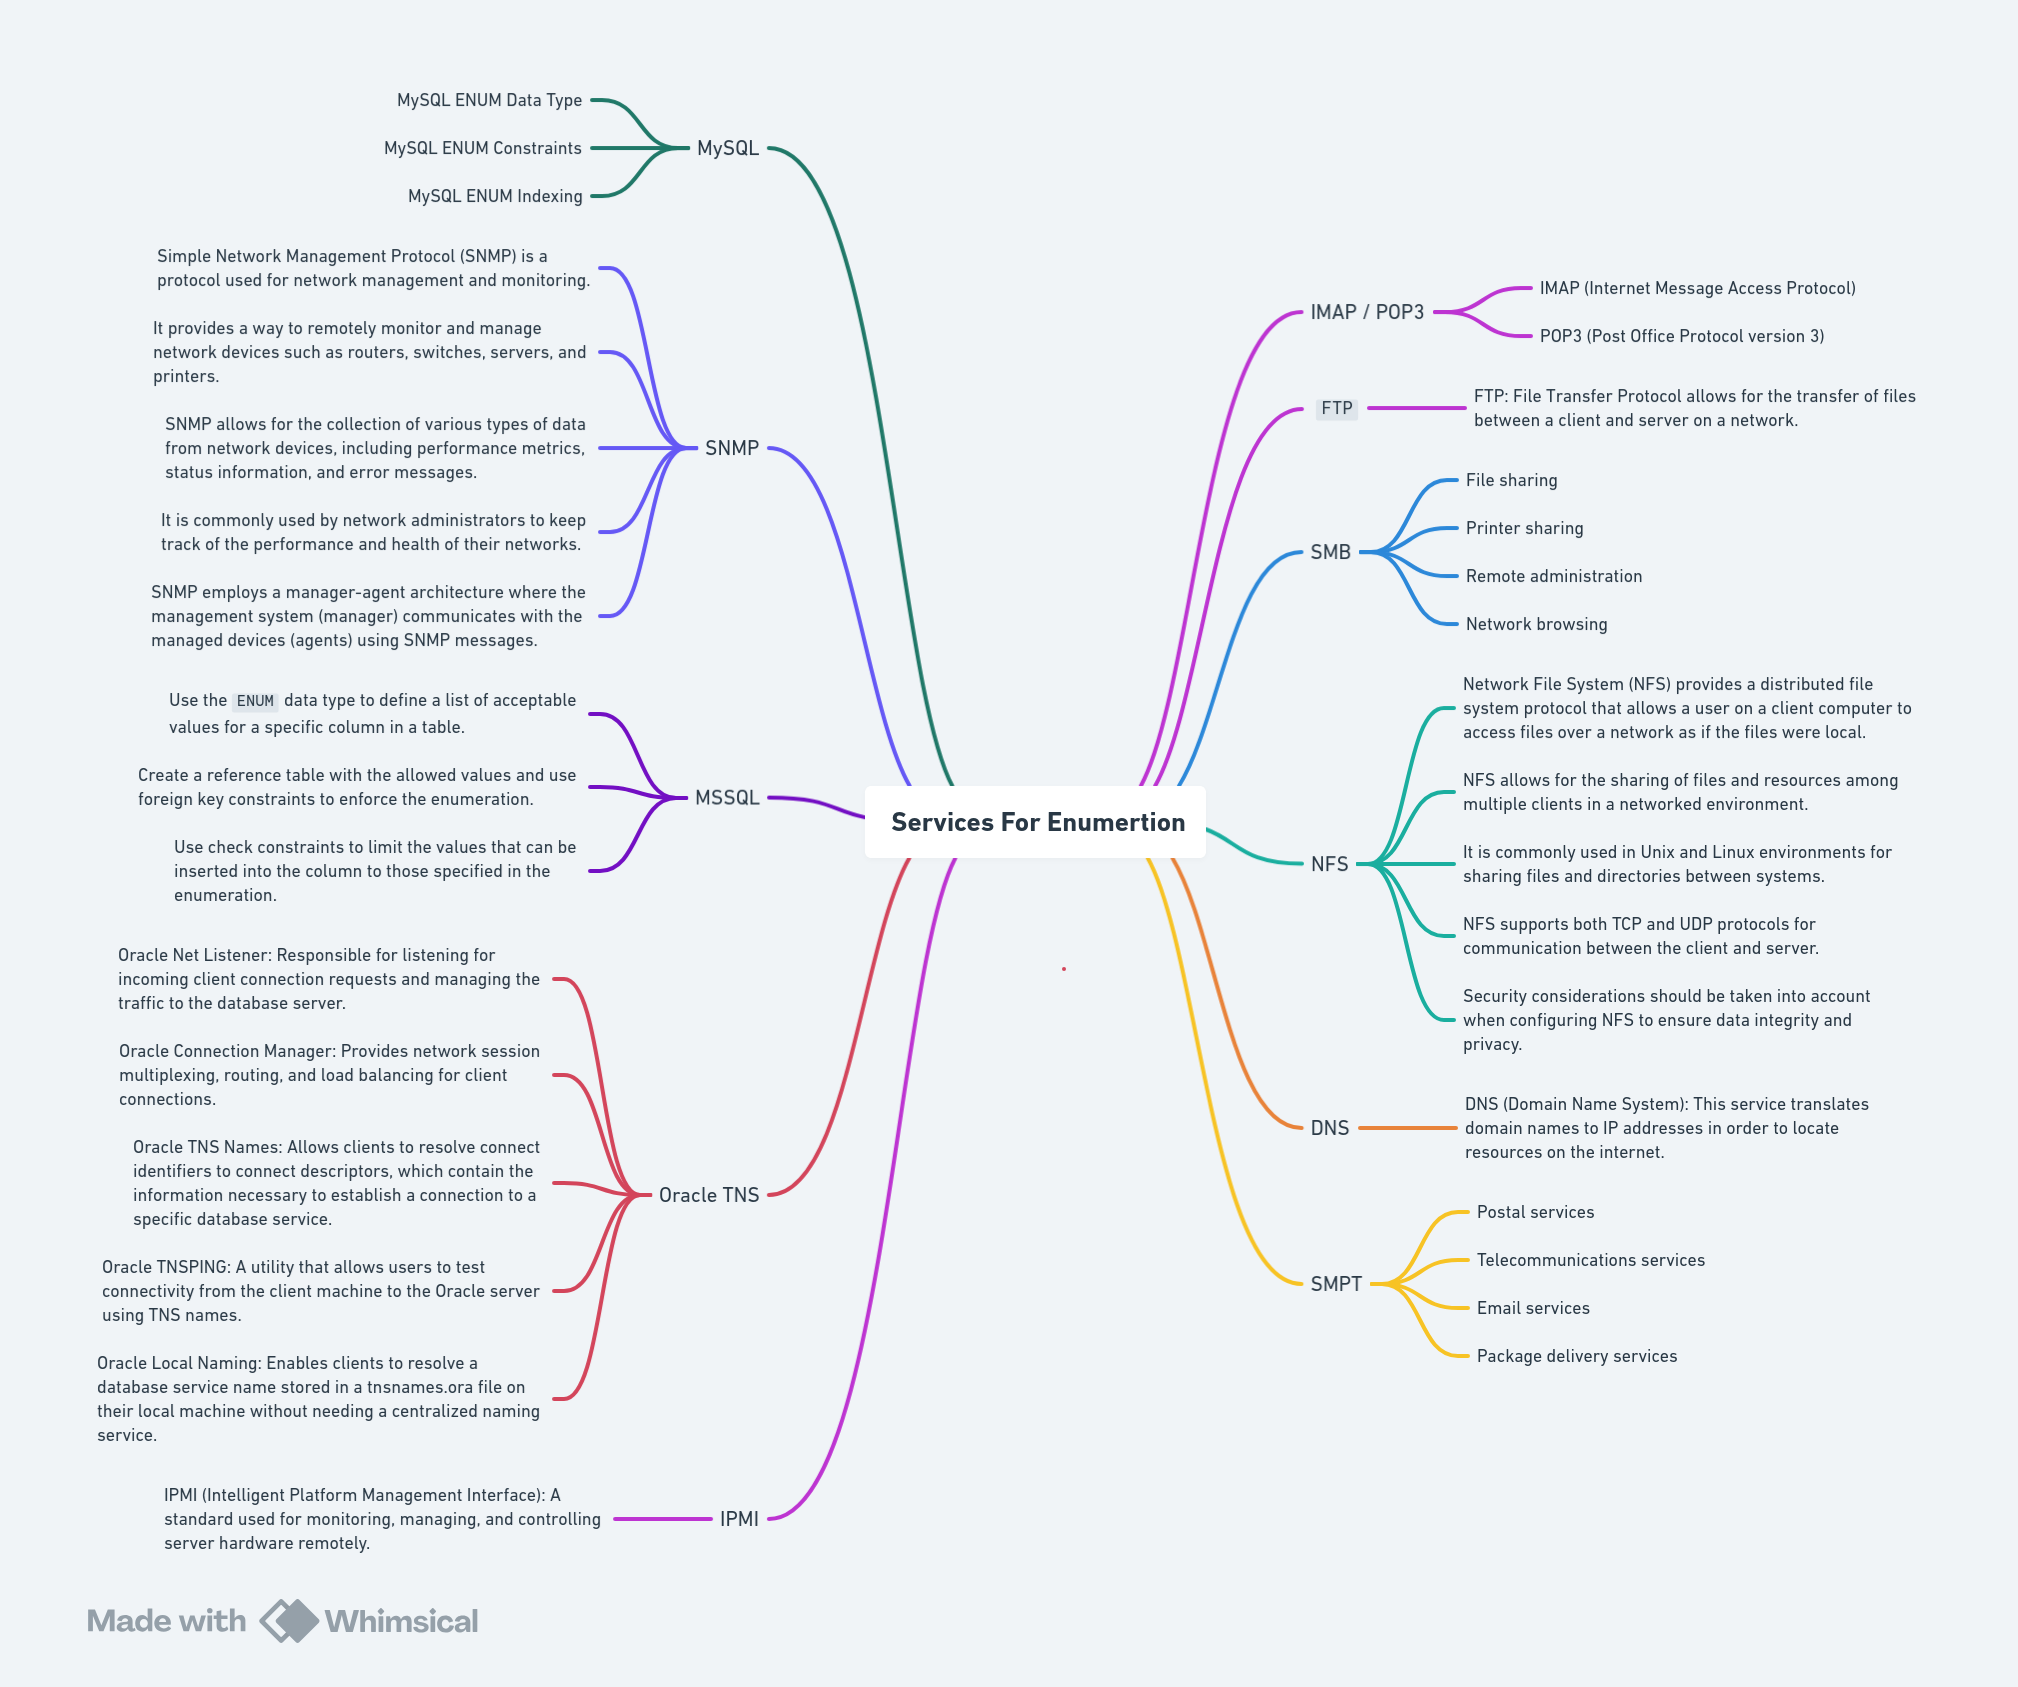 MySQL ENUM Data Type
MySQL ENUM Constraints
MySQL ENUM Indexing
MySQL
Simple Network Management Protocol (SNMP) is a
protocol used for network management and monitoring.
It provides a way to remotely monitor and manage
network devices such as routers, switches, servers, and
printers.
SNMP allows for the collection of various types of data
from network devices, including performance metrics,
status information, and error messages.
It is commonly used by network administrators to keep
track of the performance and health of their networks.
SNMP employs a manager-agent architecture where the
management system (manager) communicates with the
managed devices (agents) using SNMP messages.
SNMP
Use the ENUM data type to define a list of acceptable
values for a specific column in a table.
Create a reference table with the allowed values and use
foreign key constraints to enforce the enumeration.
Use check constraints to limit the values that can be
inserted into the column to those specified in the
enumeration.
MSSQL
Oracle Net Listener: Responsible for listening for
incoming client connection requests and managing the
traffic to the database server.
Oracle Connection Manager: Provides network session
multiplexing, routing, and load balancing for client
connections.
Oracle TNS Names: Allows clients to resolve connect
identifiers to connect descriptors, which contain the
information necessary to establish a connection to a
specific database service.
Oracle TNSPING: A utility that allows users to test
connectivity from the client machine to the Oracle server
using TNS names.
Oracle Local Naming: Enables clients to resolve a
database service name stored in a tnsnames.ora file on
their local machine without needing a centralized naming
service.
Oracle TNS
IPMI (Intelligent Platform Management Interface): A
standard used for monitoring, managing, and controlling
server hardware remotely.
IPMI
Services For Enumertion
IMAP / POP3
IMAP (Internet Message Access Protocol)
POP3 (Post Office Protocol version 3)
FTP
FTP: File Transfer Protocol allows for the transfer of files
between a client and server on a network.
SMB
File sharing
Printer sharing
Remote administration
Network browsing
NFS
Network File System (NFS) provides a distributed file
system protocol that allows a user on a client computer to
access files over a network as if the files were local.
NFS allows for the sharing of files and resources among
multiple clients in a networked environment.
It is commonly used in Unix and Linux environments for
sharing files and directories between systems.
NFS supports both TCP and UDP protocols for
communication between the client and server.
Security considerations should be taken into account
when configuring NFS to ensure data integrity and
privacy.
DNS
DNS (Domain Name System): This service translates
domain names to IP addresses in order to locate
resources on the internet.
SMPT
Postal services
Telecommunications services
Email services
Package delivery services
Made with Whimsical